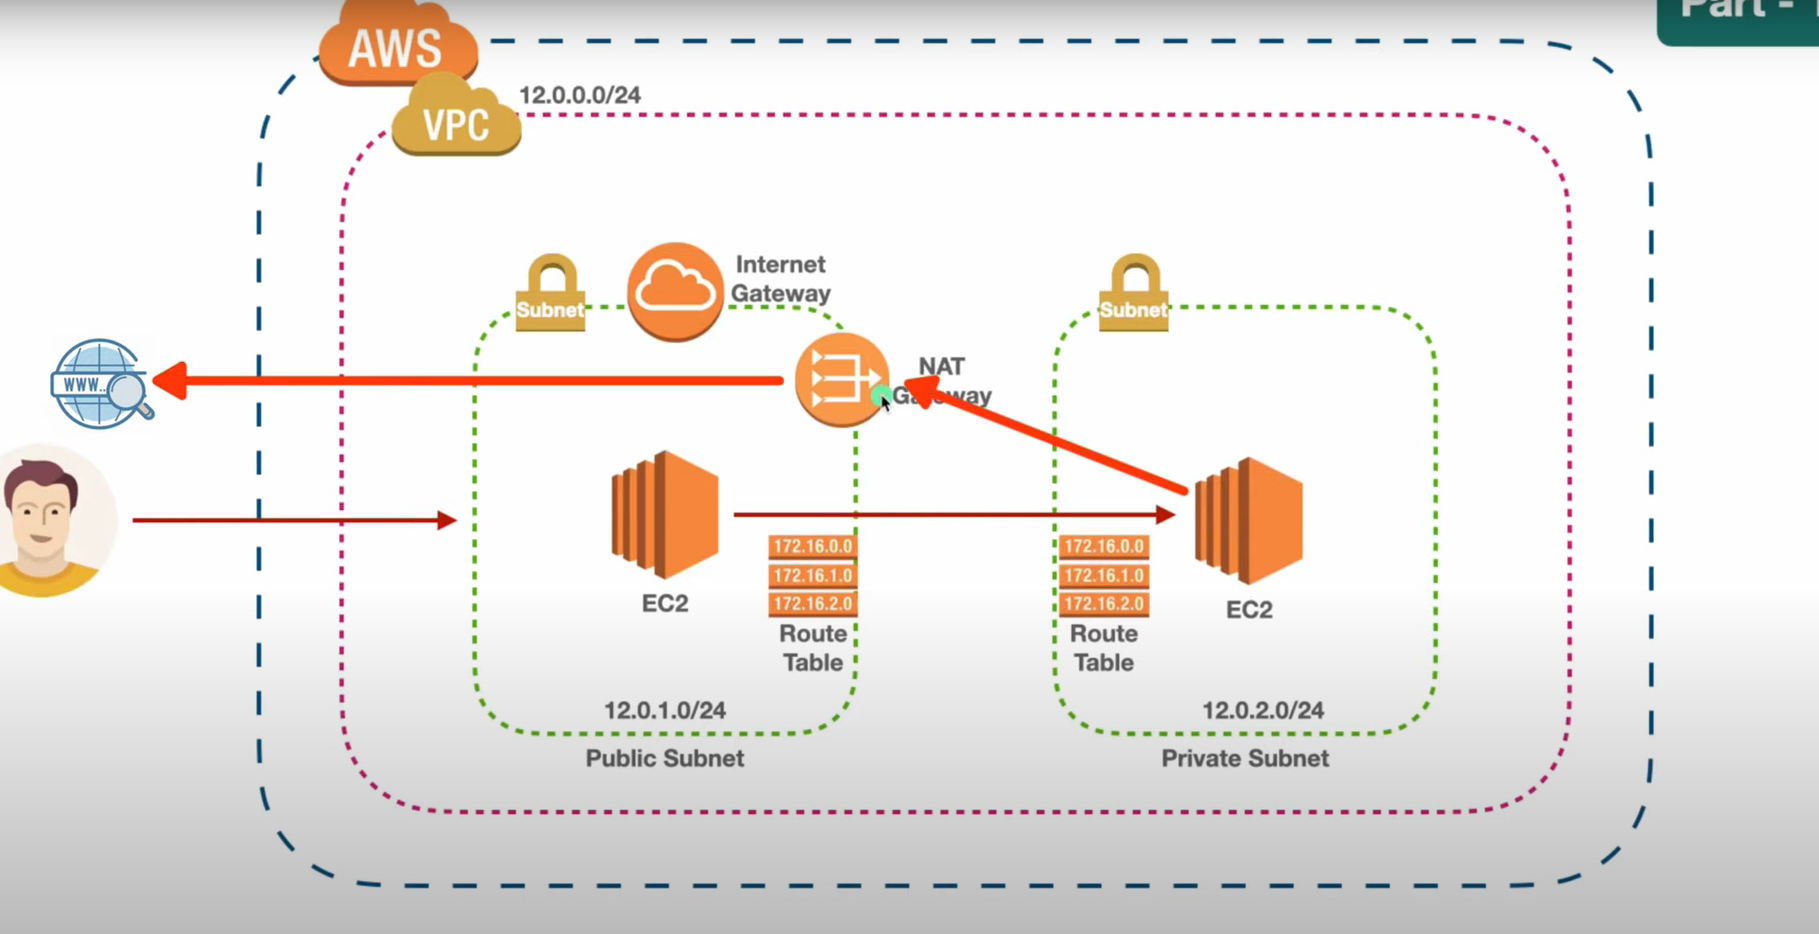 Part -
AWS
VPC
12.0.0.0/24
Internet
Gateway
Subnet
Subnet
NAT
Gateway
WWW..
172.16.0.0
172.16.1.0
172.16.2.0
Route
Table
EC2
172.16.0.0
172.16.1.0
172.16.2.0
Route
Table
EC2
12.0.1.0/24
Public Subnet
12.0.2.0/24
Private Subnet